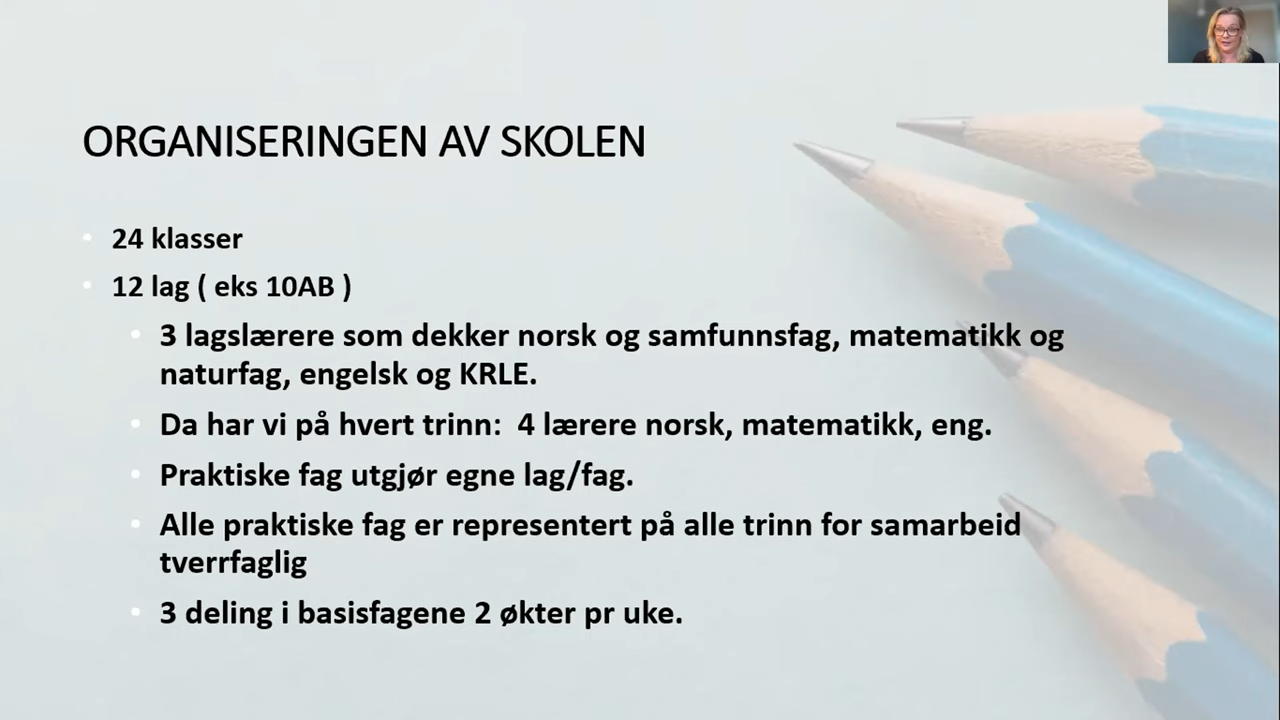 ORGANISERINGEN AV SKOLEN
24 klasser
12 lag ( eks 10AB )
3 lagslærere som dekker norsk og samfunnsfag, matematikk og
naturfag, engelsk og KRLE.
Da har vi på hvert trinn:  4 lærere norsk, matematikk, eng.
Praktiske fag utgjør egne lag/fag.
Alle praktiske fag er representert på alle trinn for samarbeid
tverrfaglig
3 deling i basisfagene 2 økter pr uke.